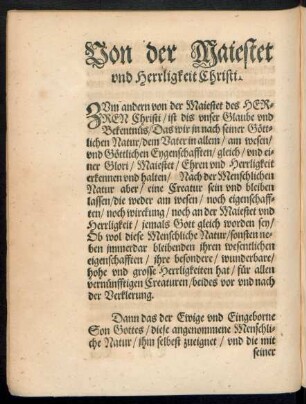 Von der Maiestet
vnd Herrligkeit Christi.
ZVm andern von der Maiestet des HER-
RREN Christi / ist dis vnser Glaube vnd
Bekentnüs / Das wir in nach seiner Gött-
lichen Natur / dem Vater in allem / am wesen /
vnd Göttlichen Eygenschafften / gleich / vnd ei-
ner Glori / Maiestet / Ehren vnd Herrligkeit
erkennen vnd halten / Nach der Menschlichen
Natur aber / eine Creatur sein vnd bleiben
lassen / die weder am wesen / noch eigenschaff-
ten / noch wirckung / noch an der Maiestet vnd
Herrligkeit / jemals Gott gleich worden sey /
Ob wol diese Menschliche Natur / sonsten ne-
ben jmmerdar bleibenden jhren wesentlichen
eigenschafften / jhre besondere / wunderbare /
hohe vnd grosse Herrligkeiten hat / für allen
vernünfftigen Creaturen / beides vor vnd nach
der Verklerung.
Dann das der Ewige vnd Eingeborne
Son Gottes / diese angenommene Menschli-
che Natur / jhm selbest zueignet / vnd die mit
seiner